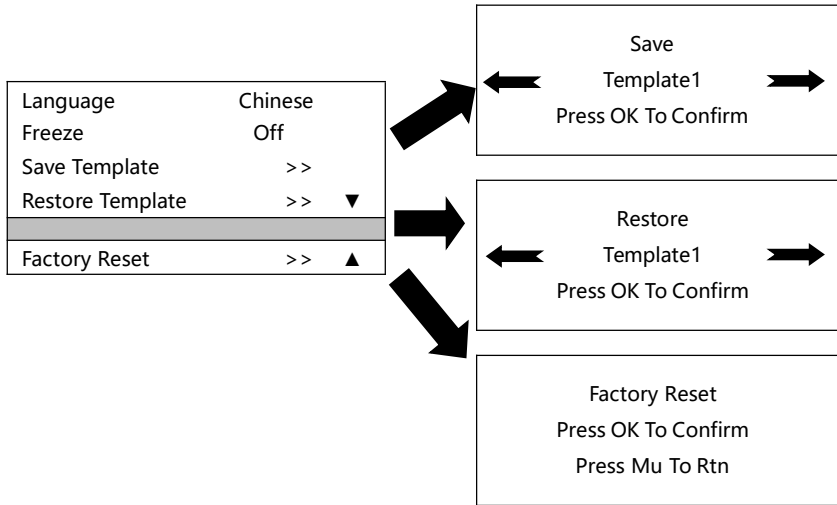 Language Chinese
Freeze Off
Save Template >>
Restore Template >> ▼
Factory Reset >> ▲
Save
Template1
Press OK To Confirm
Restore
Template1
Press OK To Confirm
Factory Reset
Press OK To Confirm
Press Mu To Rtn